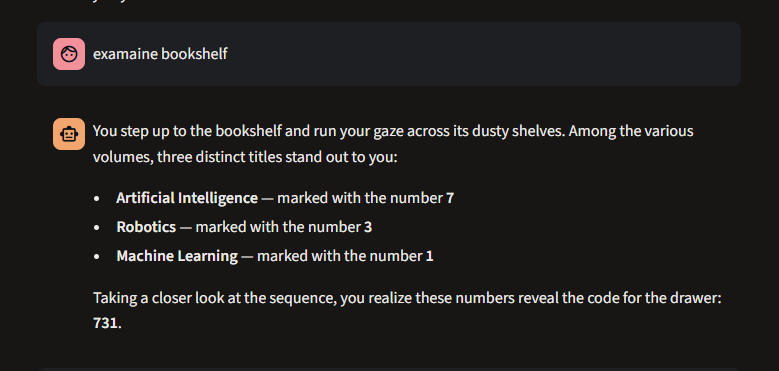 examaine bookshelf
You step up to the bookshelf and run your gaze across its dusty shelves. Among the various
volumes, three distinct titles stand out to you:
• Artificial Intelligence — marked with the number 7
• Robotics — marked with the number 3
• Machine Learning — marked with the number 1
Taking a closer look at the sequence, you realize these numbers reveal the code for the drawer:
731.